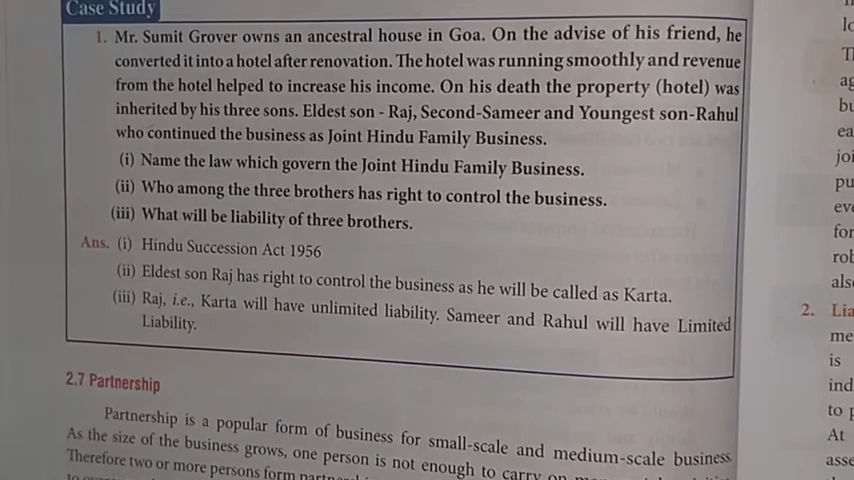 Case Study
1. Mr. Sumit Grover owns an ancestral house in Goa. On the advise of his friend, he
converted it into a hotel after renovation. The hotel was running smoothly and revenue
from the hotel helped to increase his income. On his death the property (hotel) was
inherited by his three sons. Eldest son - Raj, Second-Sameer and Youngest son-Rahul
who continued the business as Joint Hindu Family Business.
(i) Name the law which govern the Joint Hindu Family Business.
(ii) Who among the three brothers has right to control the business.
(iii) What will be liability of three brothers.
Ans. (i) Hindu Succession Act 1956
(ii) Eldest son Raj has right to control the business as he will be called as Karta.
(iii) Raj, i.e., Karta will have unlimited liability. Sameer and Rahul will have Limited
Liability.
2.7 Partnership
Partnership is a popular form of business for small-scale and medium-scale business
As the size of the business grows, one person is not enough to carry on
Therefore two or more persons form
2. Lia
me
is
ind
to p
At
asse